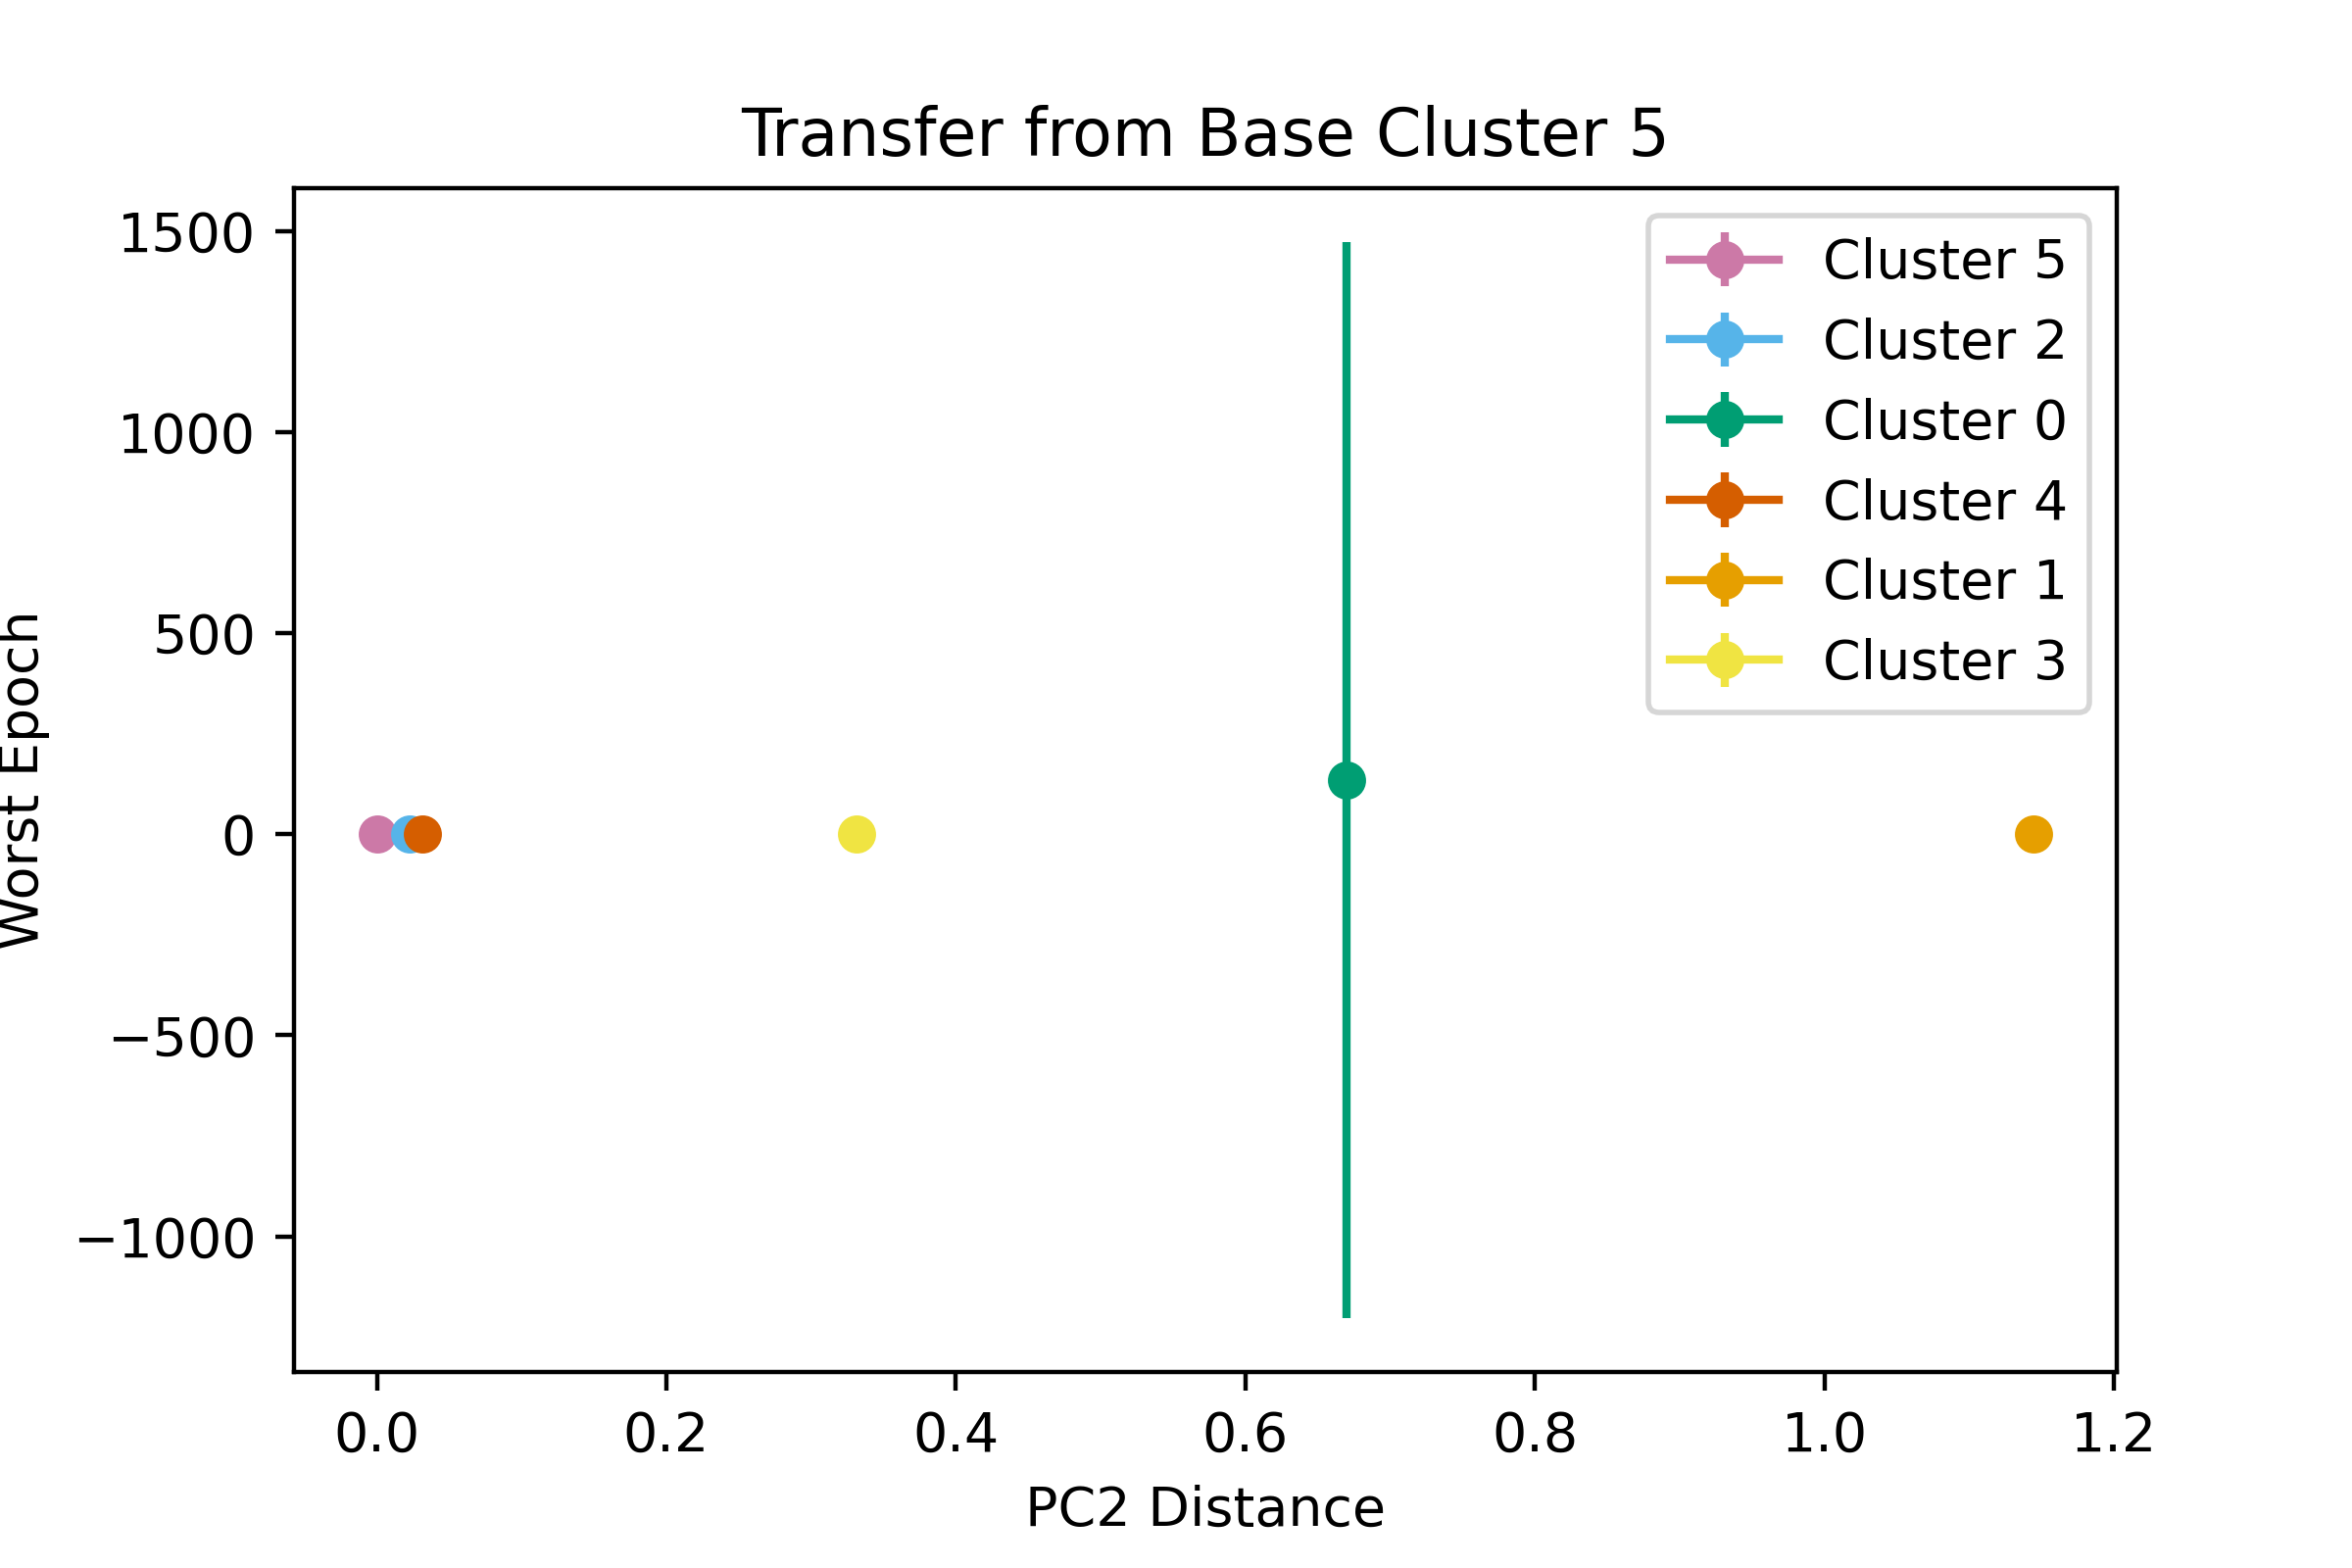 Transfer from Base Cluster 5
1500
1000
500
0
−500
−1000
Worst Epoch
Cluster 5
Cluster 2
Cluster 0
Cluster 4
Cluster 1
Cluster 3
0.0 0.2 0.4 0.6 0.8 1.0 1.2
PC2 Distance